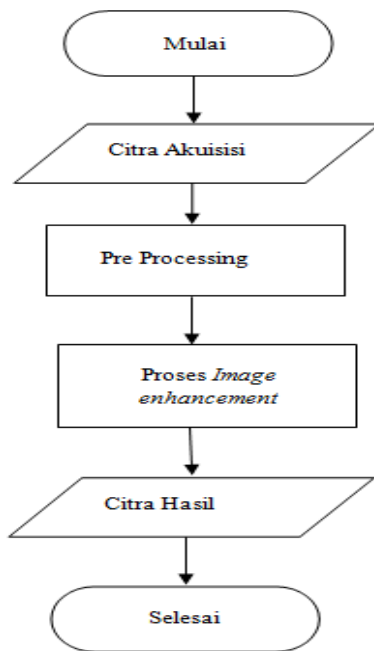 Mulai
Citra Akuisisi
Pre Processing
Proses Image
enhancement
Citra Hasil
Selesai